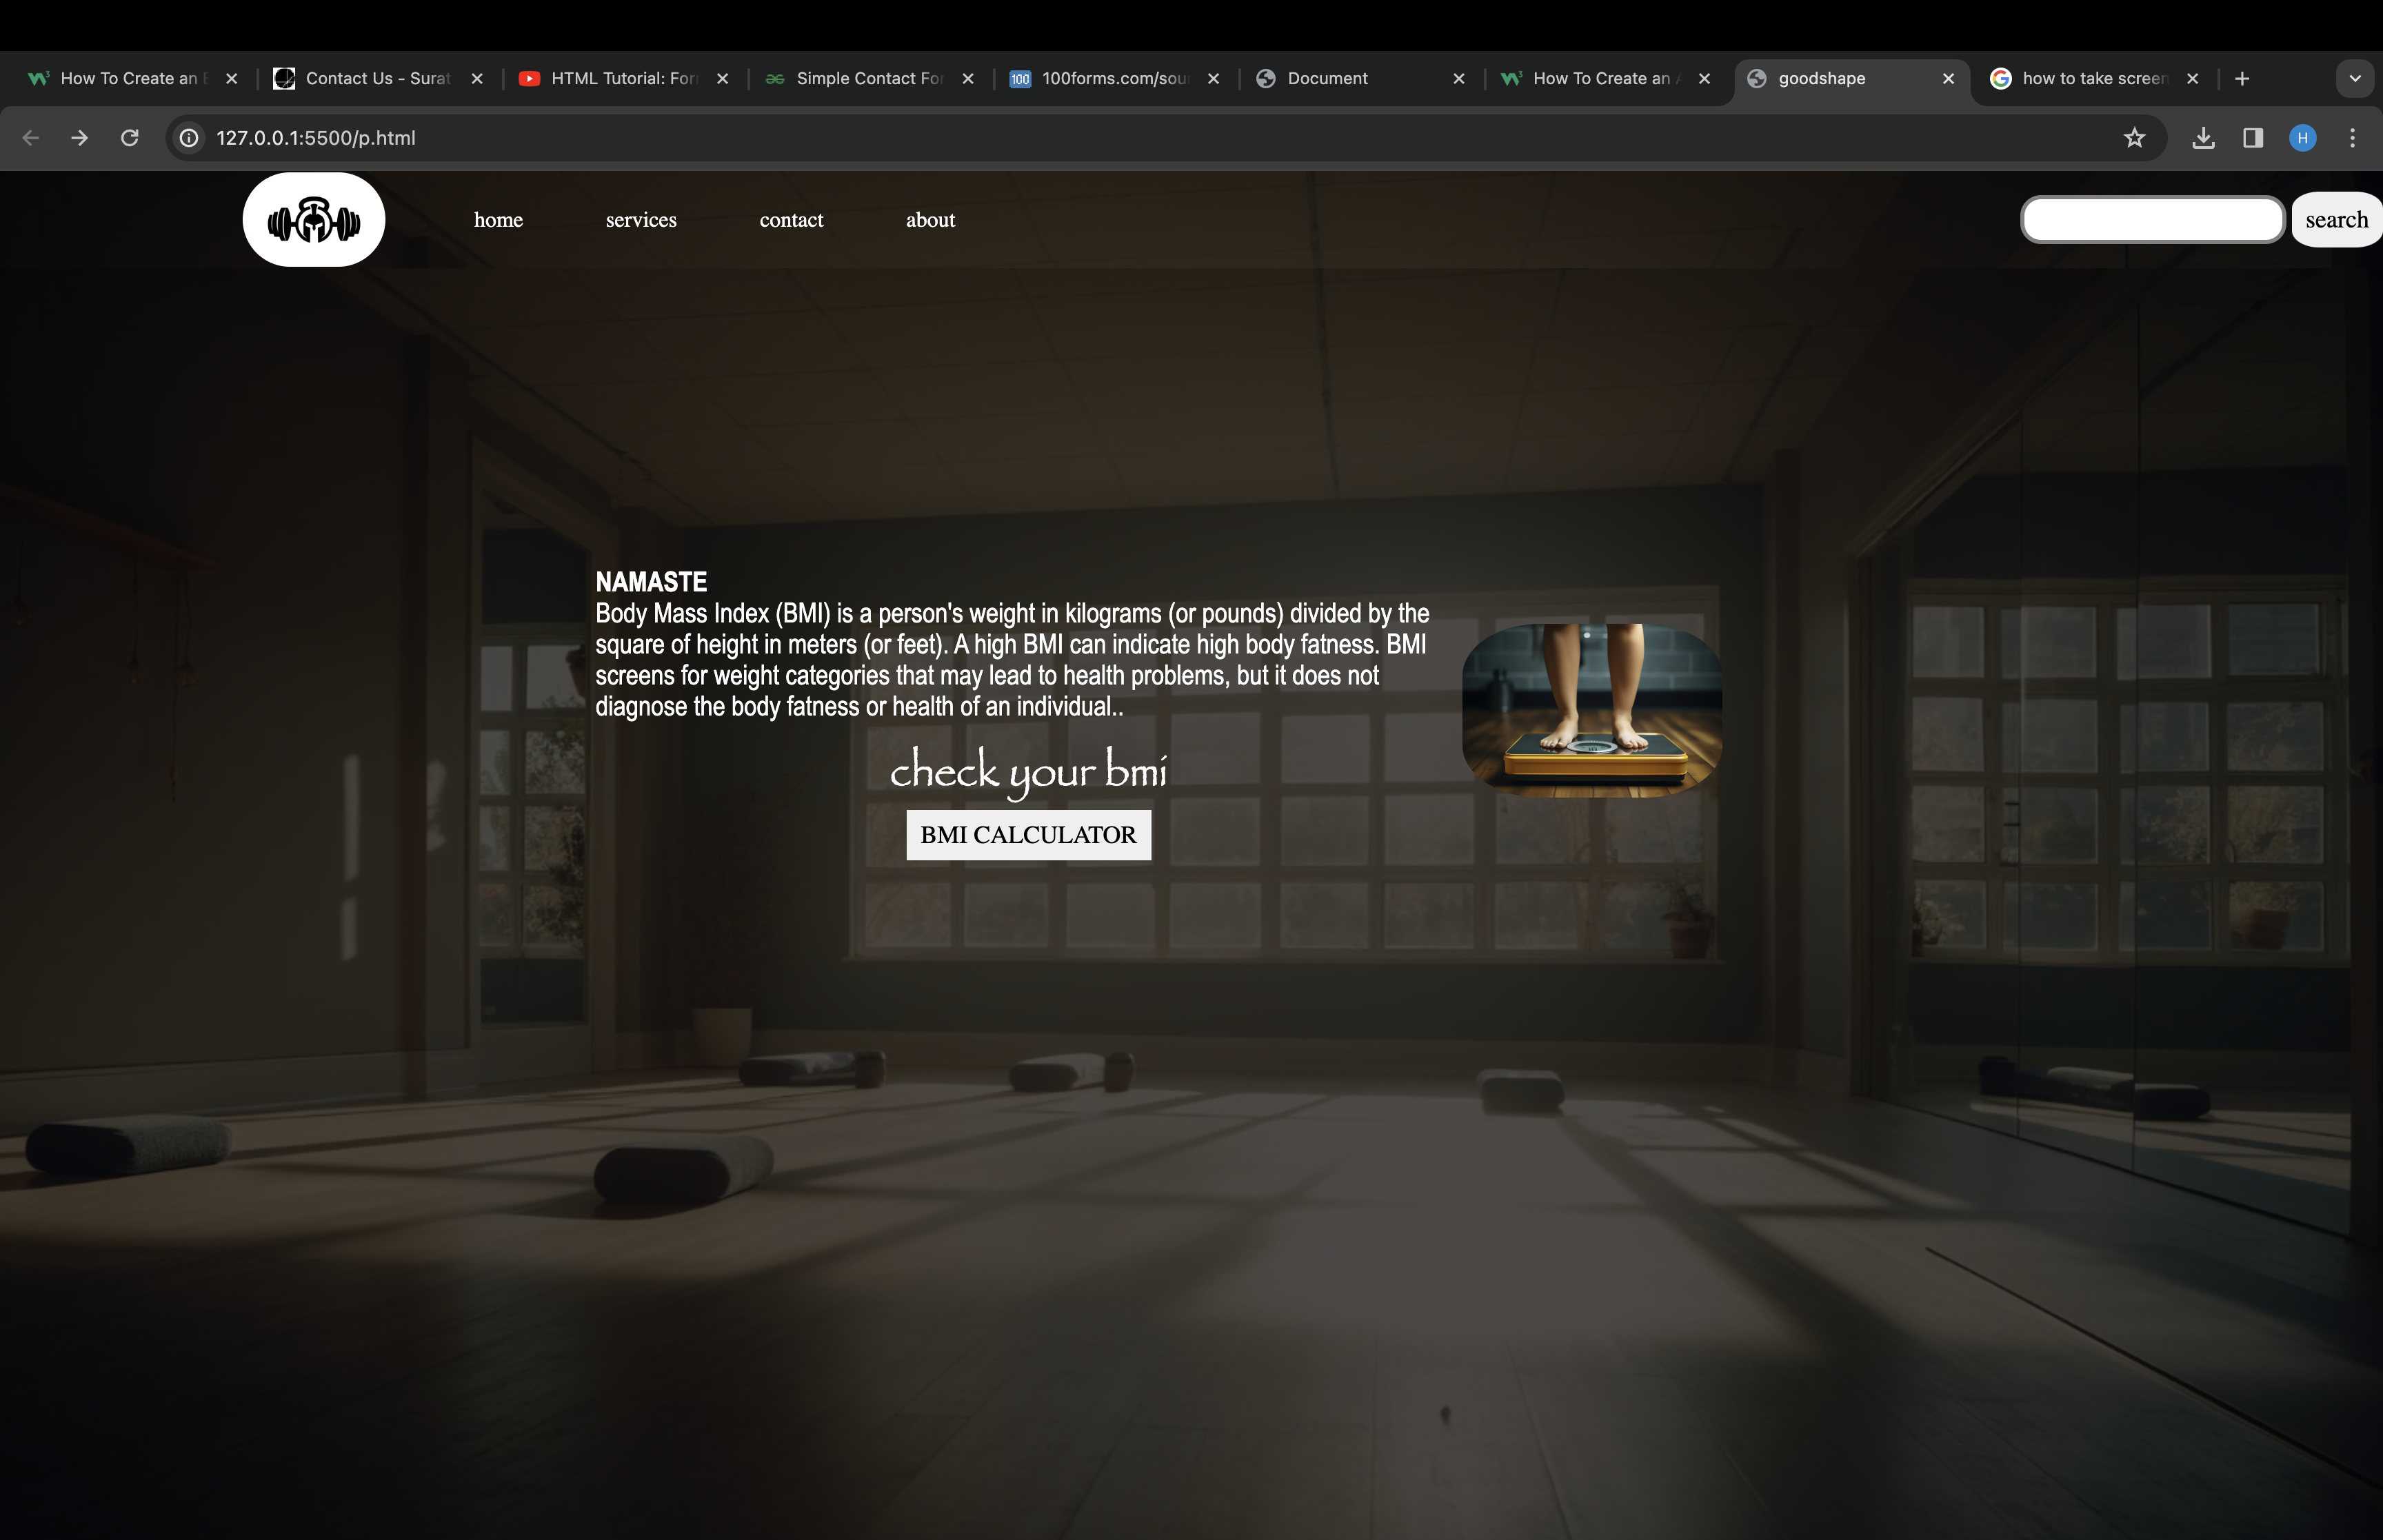 How To Create an
Contact Us - Surat
HTML Tutorial: For
Simple Contact For
100
100forms.com/sou
Document
How To Create an
goodshape
how to take screen
127.0.0.1:5500/p.html
H
home
services
contact
about
search
NAMASTE
Body Mass Index (BMI) is a person's weight in kilograms (or pounds) divided by the
square of height in meters (or feet). A high BMI can indicate high body fatness. BMI
screens for weight categories that may lead to health problems, but it does not
diagnose the body fatness or health of an individual..
check your bmi
BMI CALCULATOR